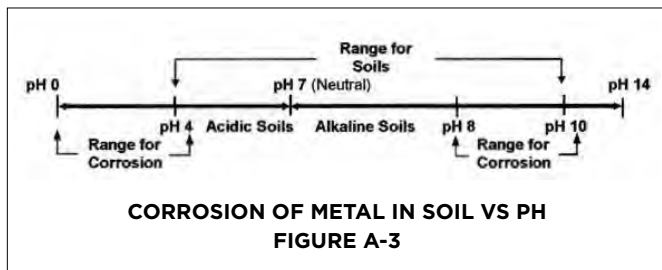 Range for
Soils
pH 0
pH 7 (Neutral)
pH 14
pH 4
Acidic Soils
Alkaline Soils
pH 8
pH 10
Range for
Corrosion
Range for
Corrosion
CORROSION OF METAL IN SOIL VS PH
FIGURE A-3